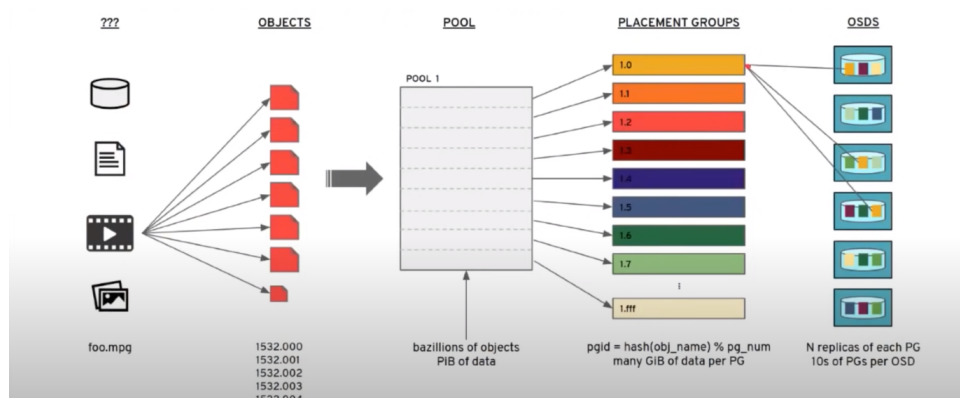 ???
OBJECTS
POOL
PLACEMENT GROUPS
OSDS
POOL 1
1.0
1.1
1.2
1.3
1.4
1.5
1.6
1.7
1.fff
foo.mpg
1532.000
1532.001
1532.002
1532.003
1532.004
bazillions of objects
PiB of data
pgid = hash(obj_name) % pg_num
many GiB of data per PG
N replicas of each PG
10s of PGs per OSD